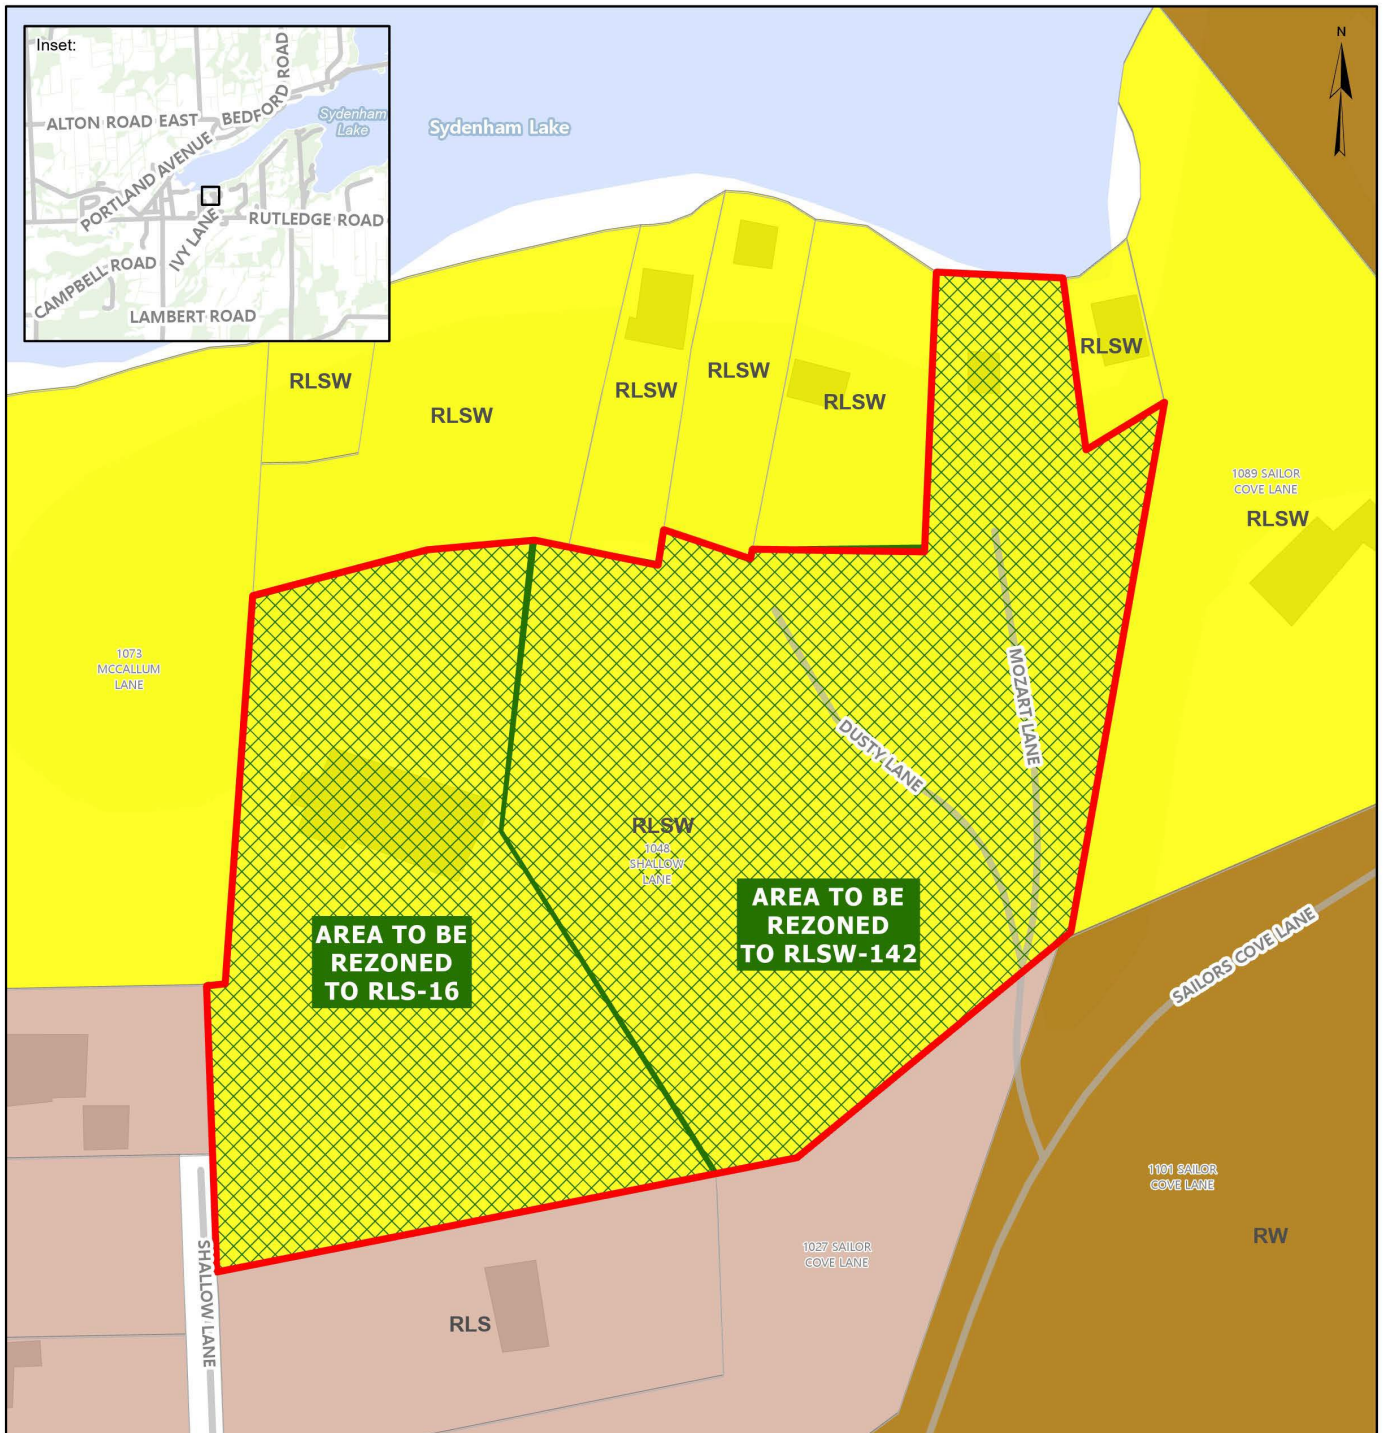 Inset:
ALTON ROAD EAST
BEDFORD ROAD
Sydenham
Lake
PORTLAND AVENUE
IVY LANE
RUTLEDGE ROAD
CAMPBELL ROAD
LAMBERT ROAD
Sydenham Lake
N
RLSW
RLSW
RLSW
RLSW
RLSW
RLSW
1089 SAILOR
COVE LANE
RLSW
1073
MCCALLUM
LANE
MOZART LANE
DUSTY LANE
RLSW
1048
SHALLOW
LANE
AREA TO BE
REZONED
TO RLSW-142
AREA TO BE
REZONED
TO RLS-16
SAILORS COVE LANE
1101 SAILOR
COVE LANE
RW
1027 SAILOR
COVE LANE
SHALLOW LANE
RLS